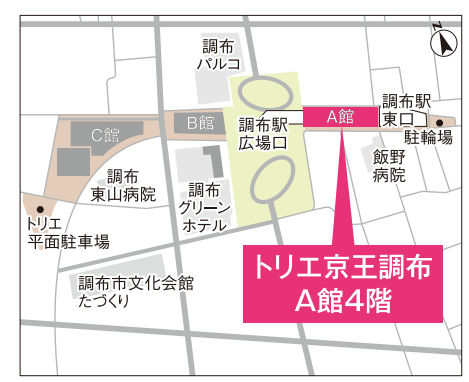 Z
調布
パルコ
A館
調布駅
東口
B館
調布駅
広場口
C館
駐輪場
飯野
病院
調布
東山病院
調布
グリーン
ホテル
トリエ
平面駐車場
トリエ京王調布
A館4階
調布市文化会館
たづくり